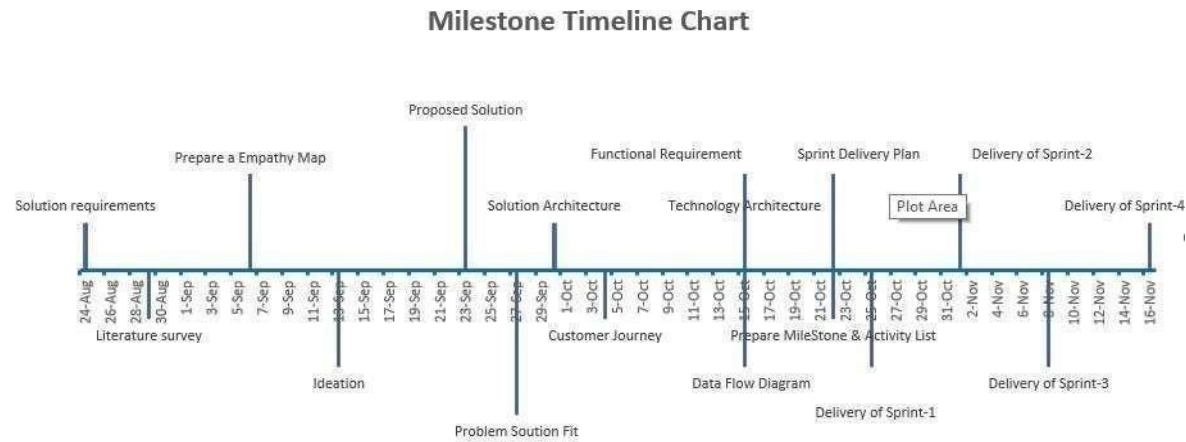 Milestone Timeline Chart
Proposed Solution
Prepare a Empathy Map
Functional Requirement
Sprint Delivery Plan
Delivery of Sprint-2
Solution requirements
Solution Architecture
Technology Architecture
Plot Area
Delivery of Sprint-4
24-Aug
26-Aug
28-Aug
30-Aug
1-Sep
3-Sep
5-Sep
7-Sep
9-Sep
11-Sep
13-Sep
15-Sep
17-Sep
19-Sep
21-Sep
23-Sep
25-Sep
27-Sep
29-Sep
1-Oct
3-Oct
5-Oct
7-Oct
9-Oct
11-Oct
13-Oct
15-Oct
17-Oct
19-Oct
21-Oct
23-Oct
25-Oct
27-Oct
29-Oct
31-Oct
2-Nov
4-Nov
6-Nov
8-Nov
10-Nov
12-Nov
14-Nov
16-Nov
Literature survey
Customer Journey
Prepare MileStone & Activity List
Ideation
Data Flow Diagram
Delivery of Sprint-3
Delivery of Sprint-1
Problem Soution Fit